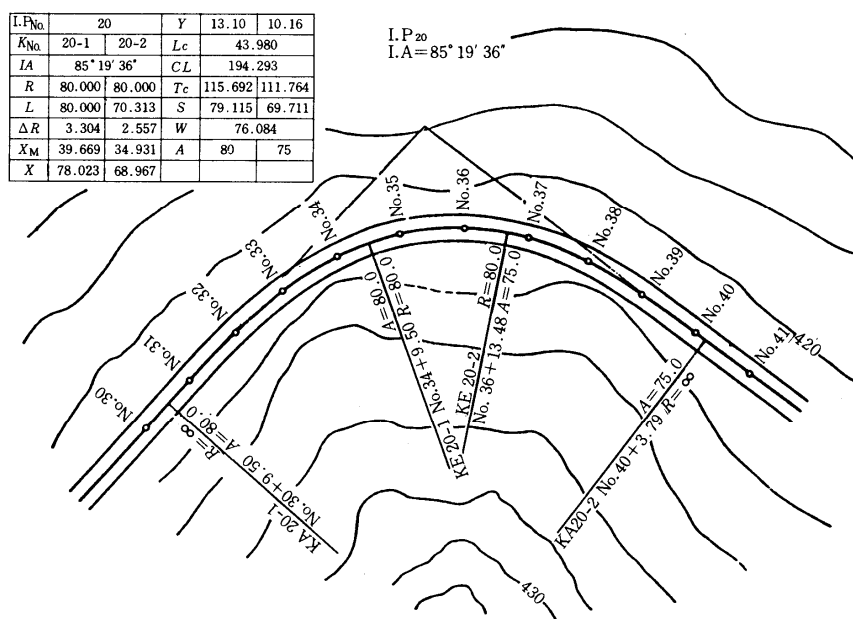 I.P.No. 20 Y 13.10 10.16
KNo. 20-1 20-2 Lc 43.980
IA 85°19′36″ CL 194.293
R 80.000 80.000 Tc 115.692 111.764
L 80.000 70.313 S 79.115 69.711
ΔR 3.304 2.557 W 76.084
XM 39.669 34.931 A 80 75
X 78.023 68.967
I.P20
I.A=85°19′36″
No.30
No.31
No.32
No.33
No.34
No.35
No.36
No.37
No.38
No.39
No.40
No.41
420
R=∞ A=80.0
KA 20-1 No.30+9.50
A=80.0 R=80.0
KE 20-1 No.34+9.50
R=80.0 A=75.0
KE 20-2
No. 36+13.48
A=75.0
R=∞
KA20-2 No.40+3.79
430